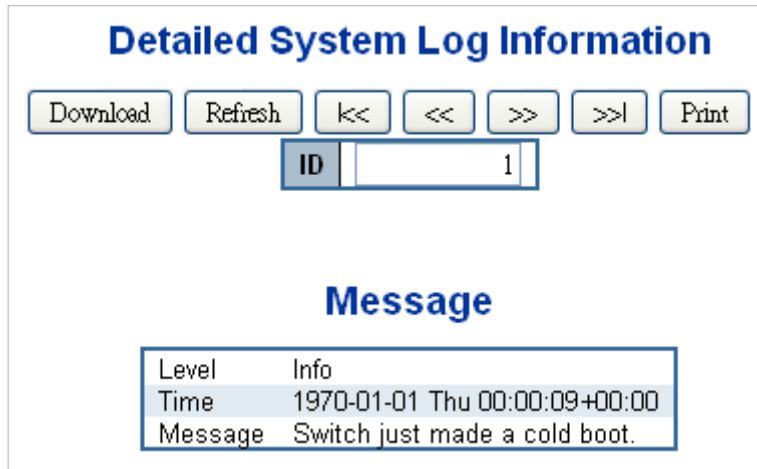 Detailed System Log Information
Download Refresh |<< << >> >>| Print
ID 1
Message
Level Info
Time 1970-01-01 Thu 00:00:09+00:00
Message Switch just made a cold boot.